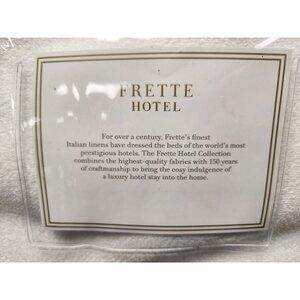 FRETTE
HOTEL
For over a century, Frette's finest
Italian linens have dressed the beds of the world's most
prestigious hotels. The Frette Hotel Collection
combines the highest-quality fabrics with 150 years
of craftmanship to bring the cosy indulgence of
a luxury hotel stay into the home.